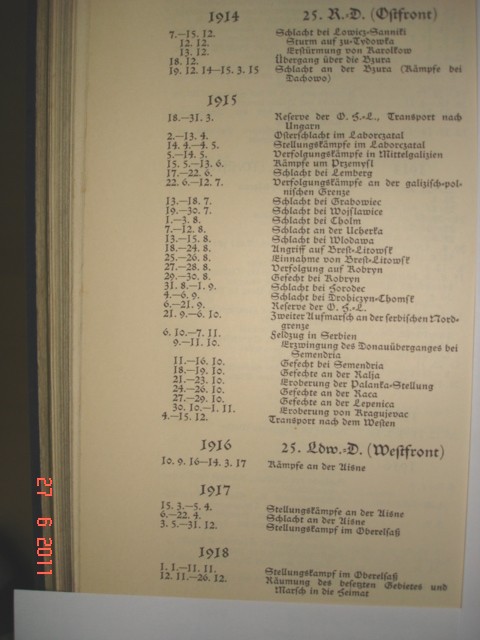 1914 25. R.-D. (Ostfront)
7.—15. 12. Schlacht bei Lowicz-Sanniki
12. 12. Sturm auf zu-Tydowka
13. 12. Erstürmung von Karolkow
18. 12. Übergang über die Bzura
19. 12. 14—15. 3. 15 Schlacht an der Bzura (Kämpfe bei
Dachowo)
1915
18.—31. 3. Reserve der O. H.-L., Transport nach
Ungarn
2.—13. 4. Osterschlacht im Laborczatal
14. 4.—4. 5. Stellungskämpfe im Laborczatal
5.—14. 5. Verfolgungskämpfe in Mittelgalizien
15. 5.—13. 6. Kämpfe um Przemysl
17.—22. 6. Schlacht bei Lemberg
22. 6.—12. 7. Verfolgungskämpfe an der galizisch-pol-
nischen Grenze
13.—18. 7. Schlacht bei Grabowiec
19.—30. 7. Schlacht bei Wojslawice
1.—3. 8. Schlacht bei Cholm
7.—12. 8. Schlacht an der Ucherka
13.—15. 8. Schlacht bei Wlodawa
18.—24. 8. Angriff auf Brest-Litowsk
25.—26. 8. Einnahme von Brest-Litowsk
27.—28. 8. Verfolgung auf Kobryn
29.—30. 8. Gefecht bei Kobryn
31. 8.—1. 9. Schlacht bei Horodec
4.—6. 9. Schlacht bei Drohiczyn-Chomsk
6.—21. 9. Reserve der O. H.-L.
21. 9.—6. 10. Zweiter Aufmarsch an der serbischen Nord-
grenze
6. 10.—7. 11. Feldzug in Serbien
9.—11. 10. Erzwingung des Donauüberganges bei
Semendria
11.—16. 10. Gefecht bei Semendria
18.—19. 10. Gefechte an der Ralja
21.—23. 10. Eroberung der Palanka-Stellung
24.—26. 10. Gefechte an der Raca
27.—29. 10. Gefechte an der Lepenica
30. 10.—1. 11. Eroberung von Kragujevac
4.—15. 12. Transport nach dem Westen
1916 25. Ldw.-D. (Westfront)
10. 9. 16—14. 3. 17 Kämpfe an der Aisne
1917
15. 3.—5. 4. Stellungskämpfe an der Aisne
6.—22. 4. Schlacht an der Aisne
3. 5.—31. 12. Stellungskampf im Oberelsaß
1918
1. 1.—11. 11. Stellungskampf im Oberelsaß
12. 11.—26. 12. Räumung des besetzten Gebietes und
Marsch in die Heimat
27 6 2011